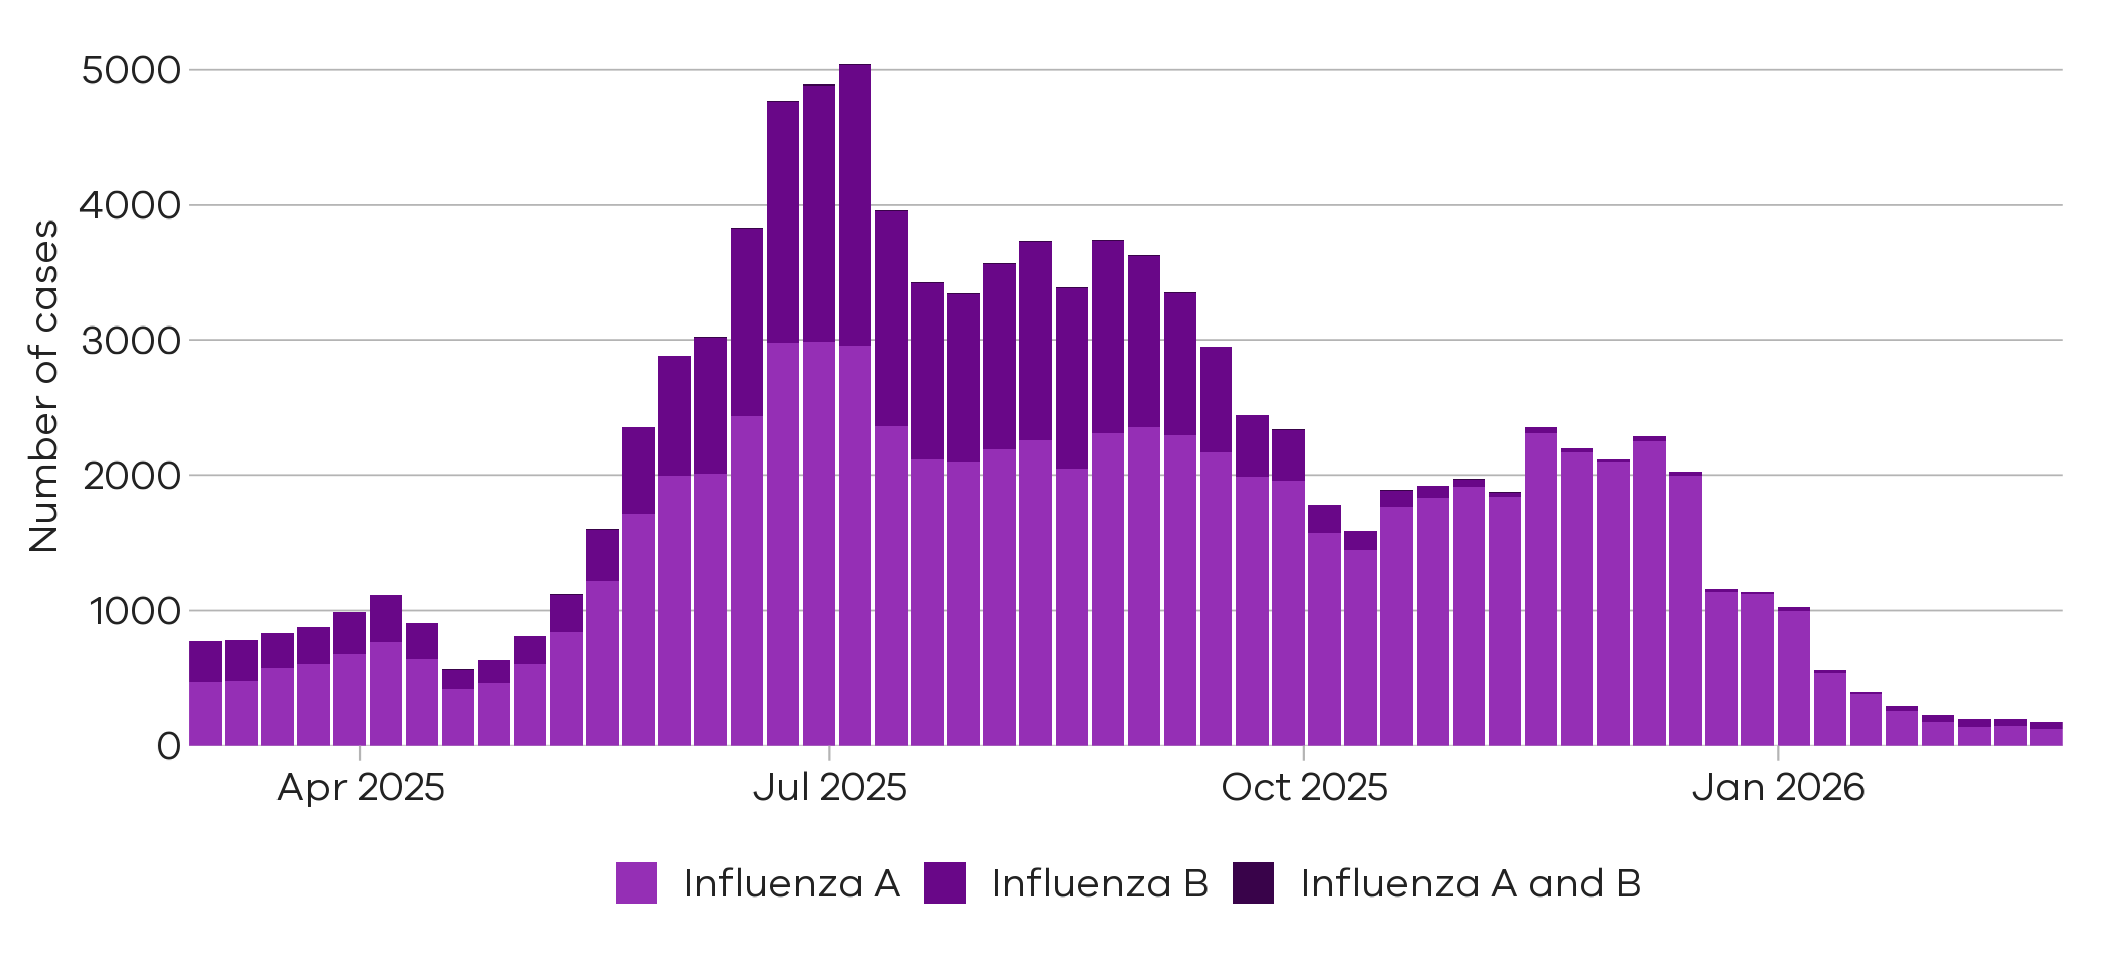 Number of cases
5000
4000
3000
2000
1000
0
Apr 2025
Jul 2025
Oct 2025
Jan 2026
Influenza A
Influenza B
Influenza A and B